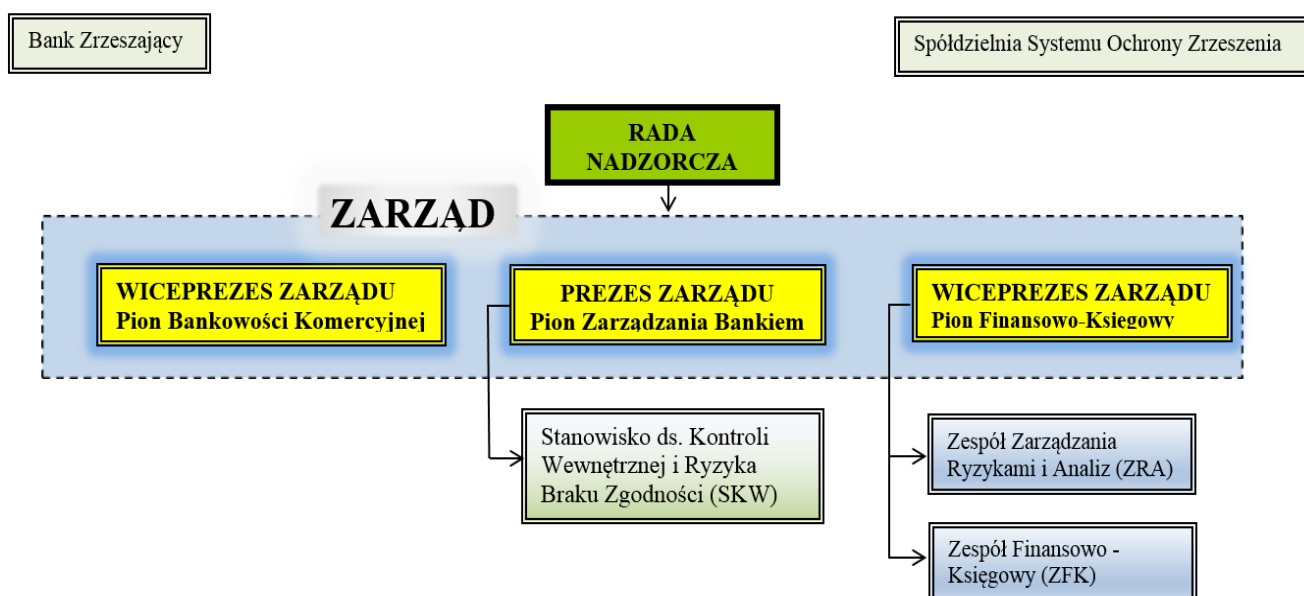 Bank Zrzeszający
Spółdzielnia Systemu Ochrony Zrzeszenia
RADA
NADZORCZA
ZARZĄD
WICEPREZES ZARZĄDU
Pion Bankowości Komercyjnej
PREZES ZARZĄDU
Pion Zarządzania Bankiem
WICEPREZES ZARZĄDU
Pion Finansowo-Księgowy
Stanowisko ds. Kontroli
Wewnętrznej i Ryzyka
Braku Zgodności (SKW)
Zespół Zarządzania
Ryzykami i Analiz (ZRA)
Zespół Finansowo -
Księgowy (ZFK)